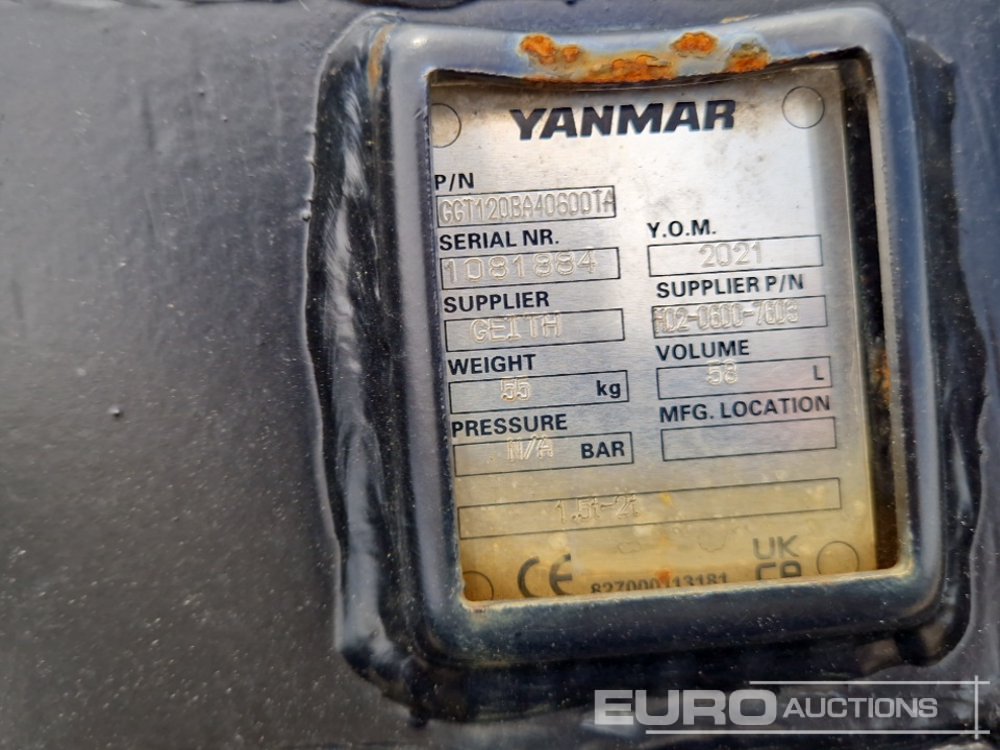 YANMAR
P/N
GGT120BA40600TA
SERIAL NR.
1081884
Y.O.M.
2021
SUPPLIER
GEITH
SUPPLIER P/N
WEIGHT
55 kg
VOLUME
58 L
PRESSURE
N/A BAR
MFG. LOCATION
1.5t-2t
CE
UK
CA
EURO AUCTIONS